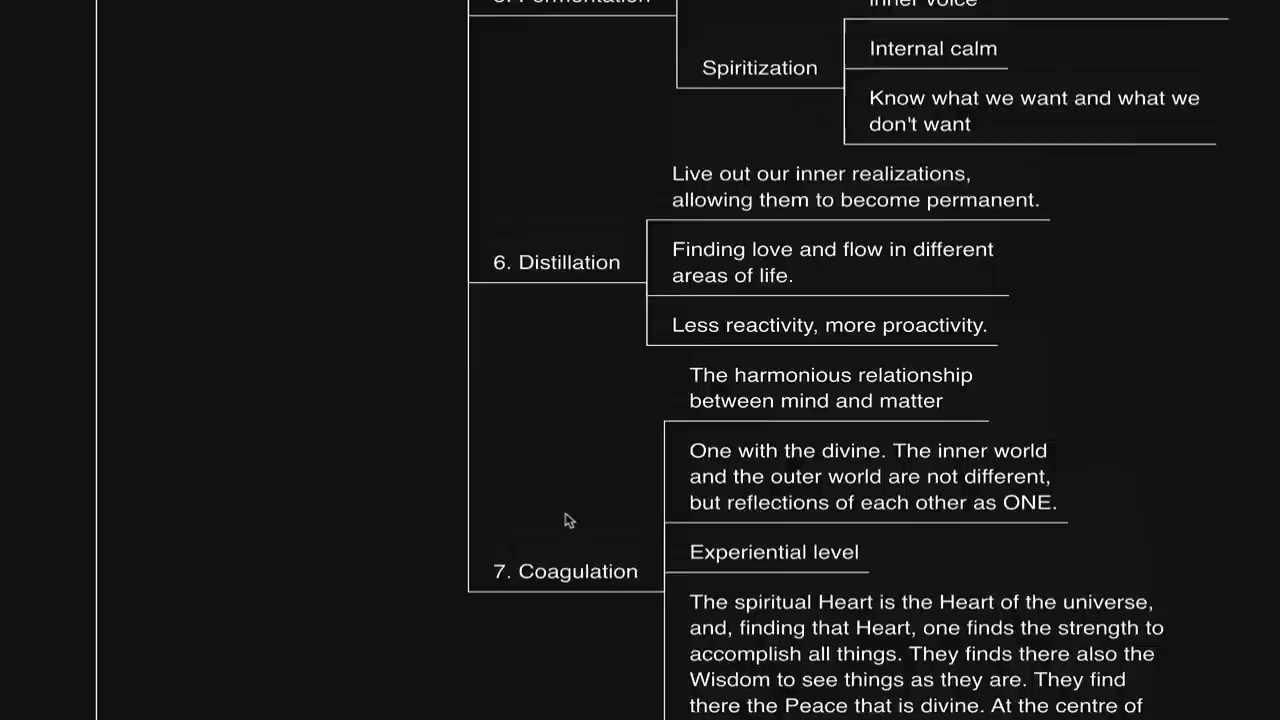 5. Fermentation
inner voice
Internal calm
Spiritization
Know what we want and what we
don't want
Live out our inner realizations,
allowing them to become permanent.
Finding love and flow in different
areas of life.
6. Distillation
Less reactivity, more proactivity.
The harmonious relationship
between mind and matter
One with the divine. The inner world
and the outer world are not different,
but reflections of each other as ONE.
Experiential level
7. Coagulation
The spiritual Heart is the Heart of the universe,
and, finding that Heart, one finds the strength to
accomplish all things. They finds there also the
Wisdom to see things as they are. They find
there the Peace that is divine. At the centre of